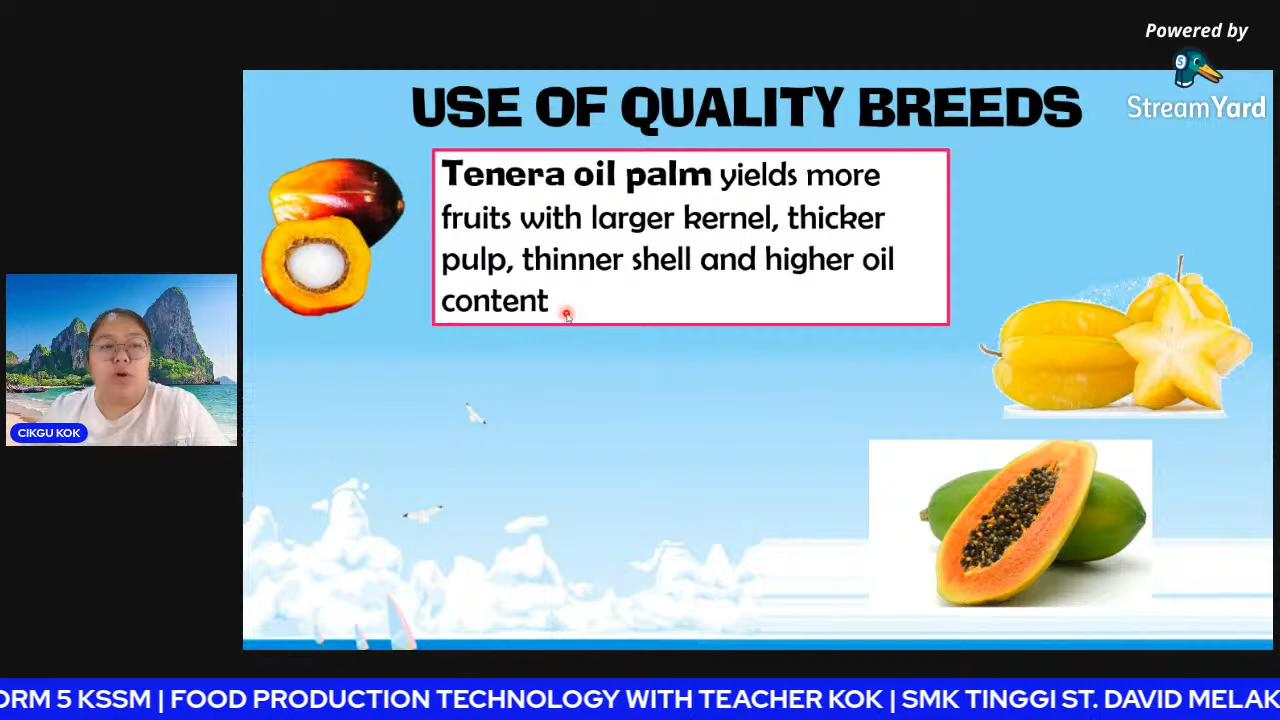 Powered by
StreamYard
USE OF QUALITY BREEDS
Tenera oil palm yields more
fruits with larger kernel, thicker
pulp, thinner shell and higher oil
content
CIKGU KOK
ORM 5 KSSM | FOOD PRODUCTION TECHNOLOGY WITH TEACHER KOK | SMK TINGGI ST. DAVID MELAK